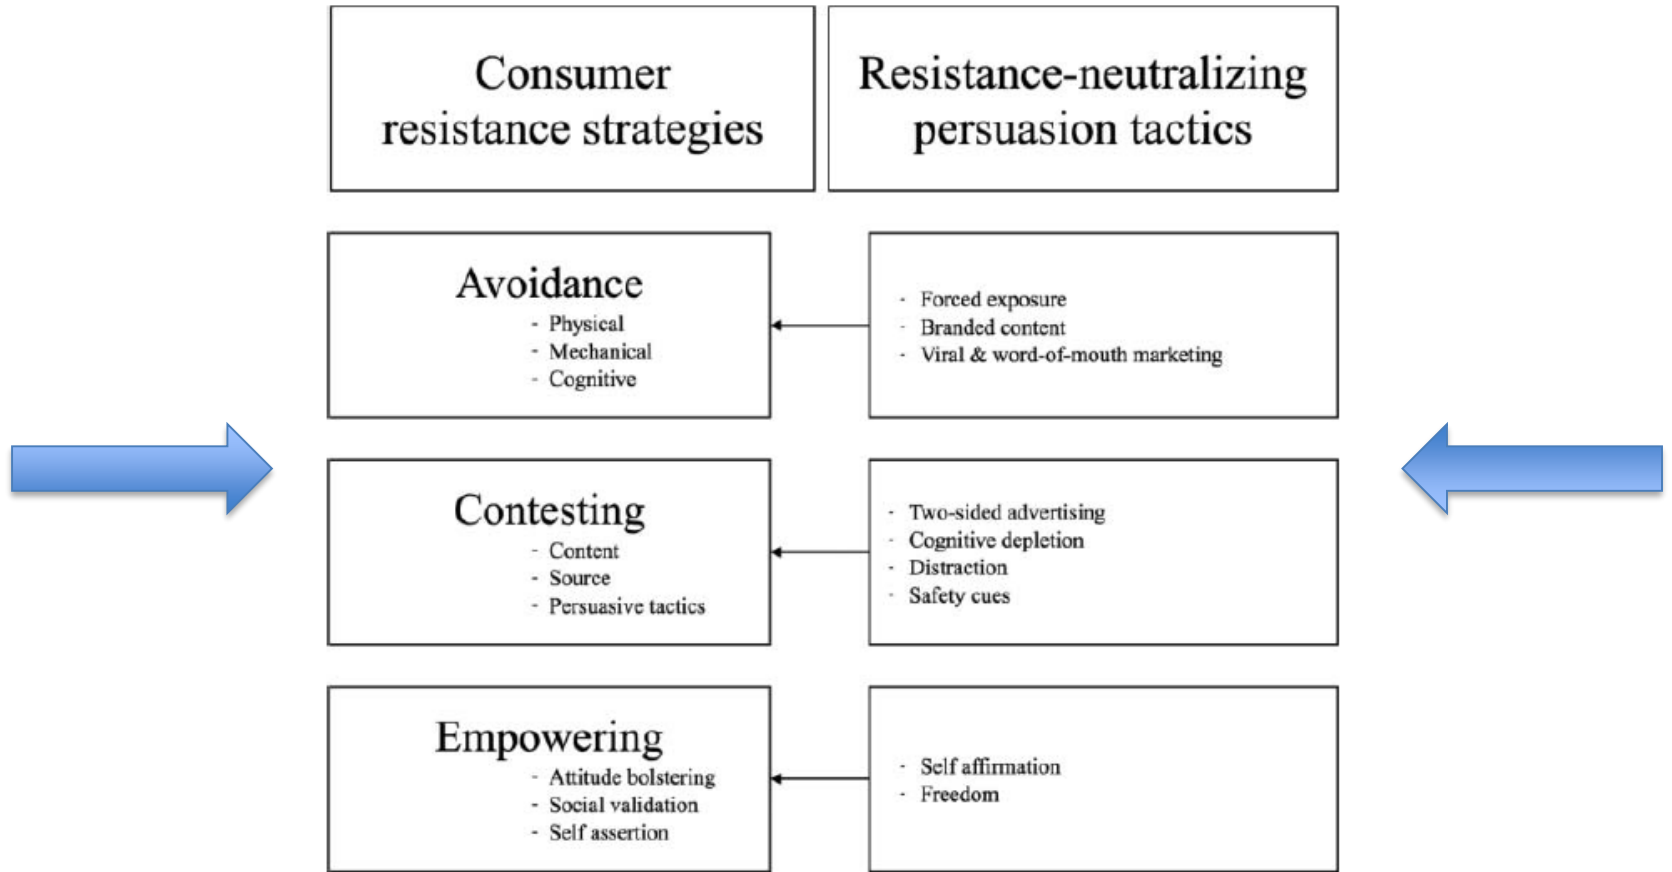 Consumer
resistance strategies
Resistance-neutralizing
persuasion tactics
Avoidance
- Physical
- Mechanical
- Cognitive
- Forced exposure
- Branded content
- Viral & word-of-mouth marketing
Contesting
- Content
- Source
- Persuasive tactics
- Two-sided advertising
- Cognitive depletion
- Distraction
- Safety cues
Empowering
- Attitude bolstering
- Social validation
- Self assertion
- Self affirmation
- Freedom